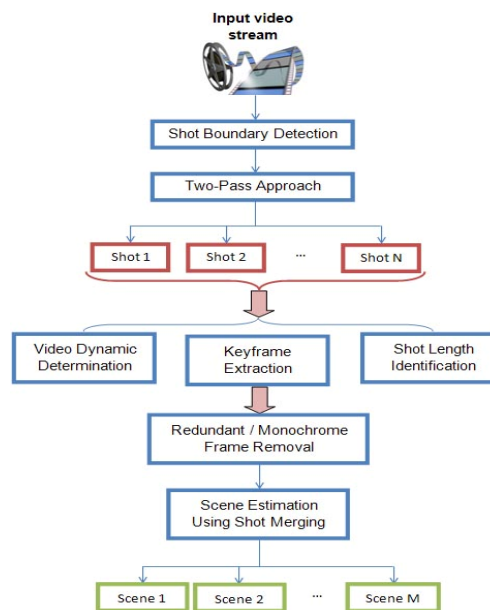 Input video
stream
Shot Boundary Detection
Two-Pass Approach
Shot 1 Shot 2 ... Shot N
Video Dynamic
Determination
Keyframe
Extraction
Shot Length
Identification
Redundant / Monochrome
Frame Removal
Scene Estimation
Using Shot Merging
Scene 1 Scene 2 ... Scene M